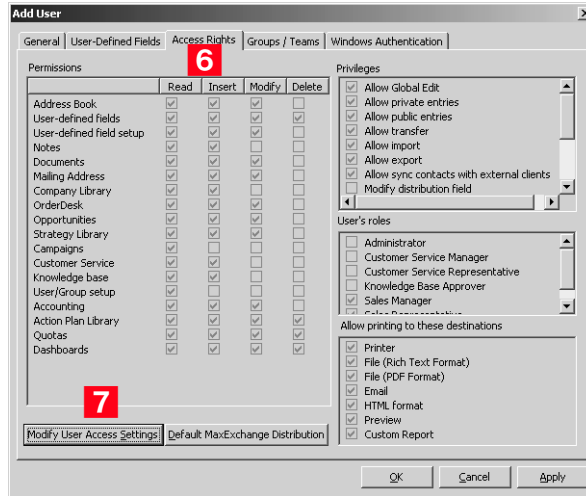 Add User
General User-Defined Fields Access Rights Groups / Teams Windows Authentication
6
Permissions
Read Insert Modify Delete
Address Book
User-defined fields
User-defined field setup
Notes
Documents
Mailing Address
Company Library
OrderDesk
Opportunities
Strategy Library
Campaigns
Customer Service
Knowledge base
User/Group setup
Accounting
Action Plan Library
Quotas
Dashboards
7
Modify User Access Settings Default MaxExchange Distribution
Privileges
Allow Global Edit
Allow private entries
Allow public entries
Allow transfer
Allow import
Allow export
Allow sync contacts with external clients
Modify distribution field
User's roles
Administrator
Customer Service Manager
Customer Service Representative
Knowledge Base Approver
Sales Manager
Sales Representative
Allow printing to these destinations
Printer
File (Rich Text Format)
File (PDF Format)
Email
HTML format
Preview
Custom Report
OK Cancel Apply